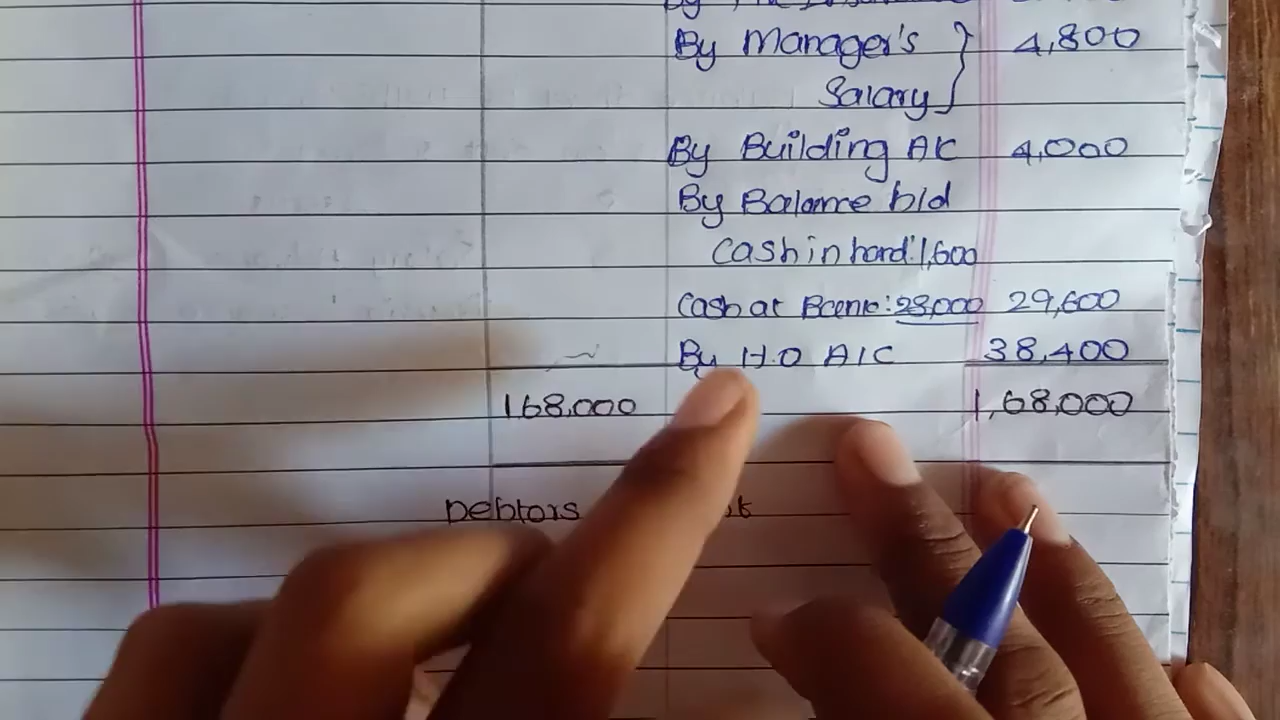 By Manager's 4,800
Salary
By Building A/C 4,000
By Balance b/d
Cash in hand: 1,600
Cash at Bank: 28,000 29,600
By H.O A/C 38,400
168,000 1,68,000
Debtors